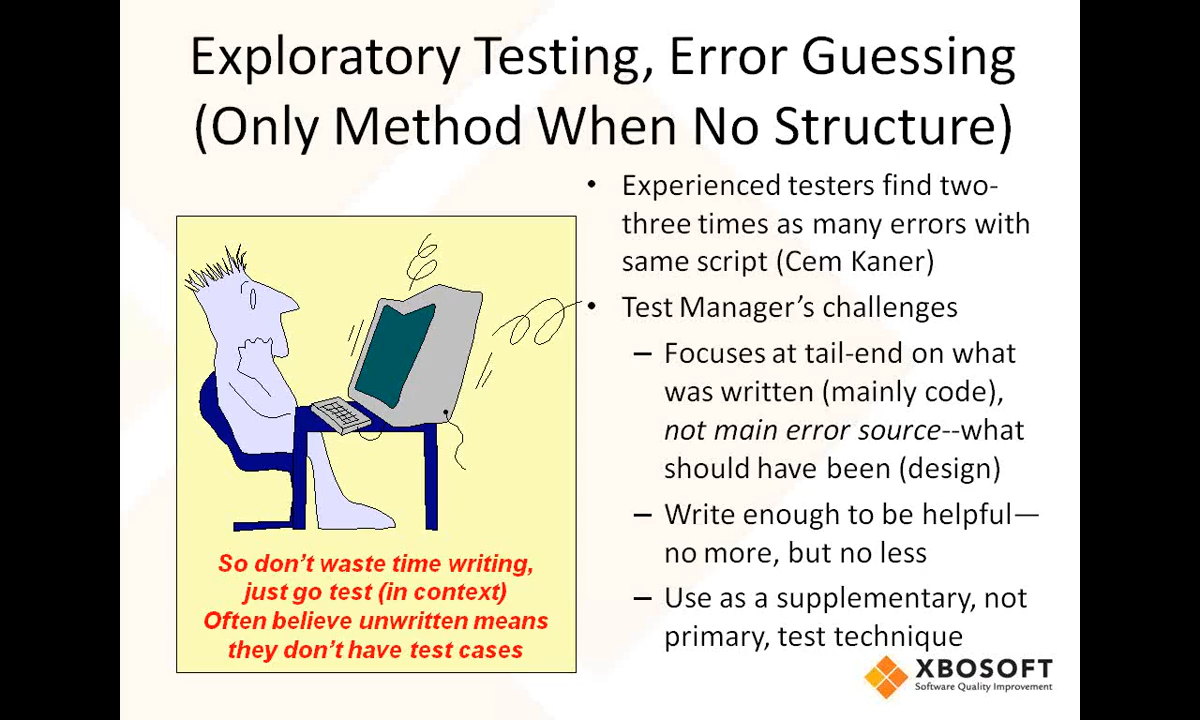 Exploratory Testing, Error Guessing
(Only Method When No Structure)
• Experienced testers find two-
three times as many errors with
same script (Cem Kaner)
• Test Manager’s challenges
– Focuses at tail-end on what
was written (mainly code),
not main error source--what
should have been (design)
– Write enough to be helpful—
no more, but no less
– Use as a supplementary, not
primary, test technique
So don’t waste time writing,
just go test (in context)
Often believe unwritten means
they don’t have test cases
XBOSOFT
Software Quality Improvement